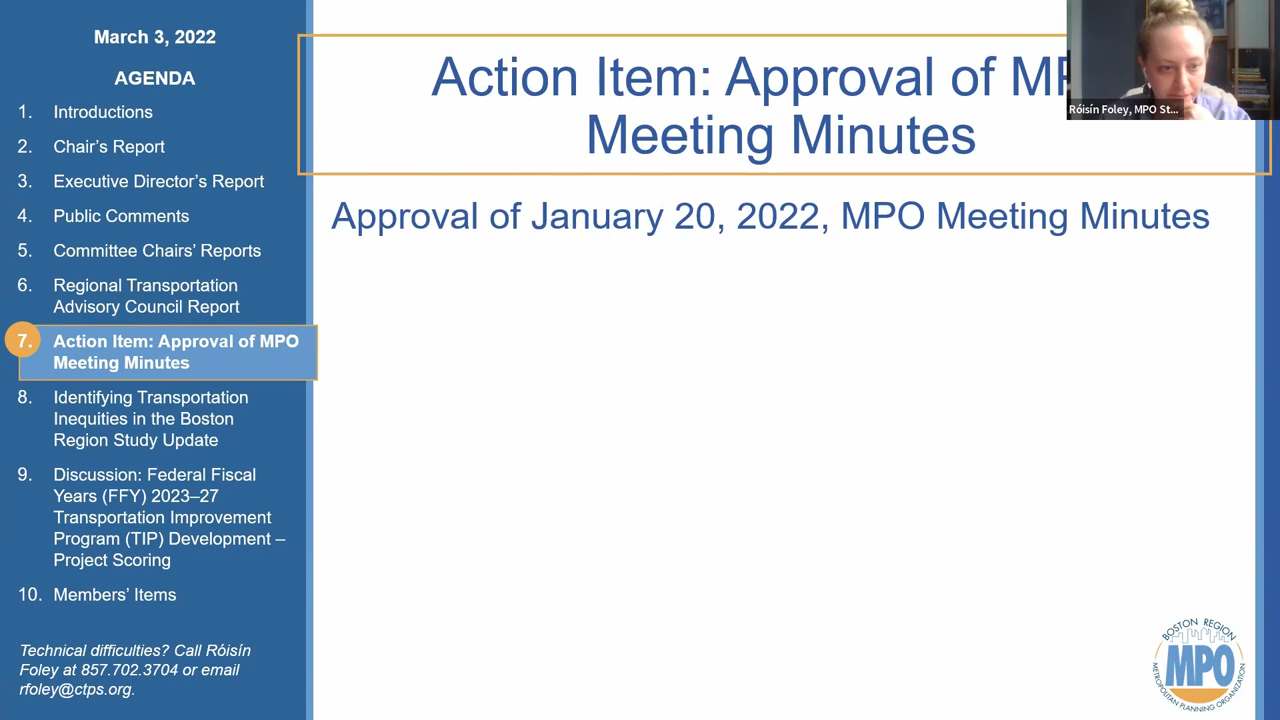 March 3, 2022
AGENDA
1. Introductions
2. Chair's Report
3. Executive Director's Report
4. Public Comments
5. Committee Chairs' Reports
6. Regional Transportation
Advisory Council Report
7. Action Item: Approval of MPO
Meeting Minutes
8. Identifying Transportation
Inequities in the Boston
Region Study Update
9. Discussion: Federal Fiscal
Years (FFY) 2023–27
Transportation Improvement
Program (TIP) Development –
Project Scoring
10. Members' Items
Technical difficulties? Call Róisín
Foley at 857.702.3704 or email
rfoley@ctps.org.
Action Item: Approval of MP
Meeting Minutes
Approval of January 20, 2022, MPO Meeting Minutes
Róisín Foley, MPO St...
BOSTON REGION
MPO
METROPOLITAN PLANNING ORGANIZATION